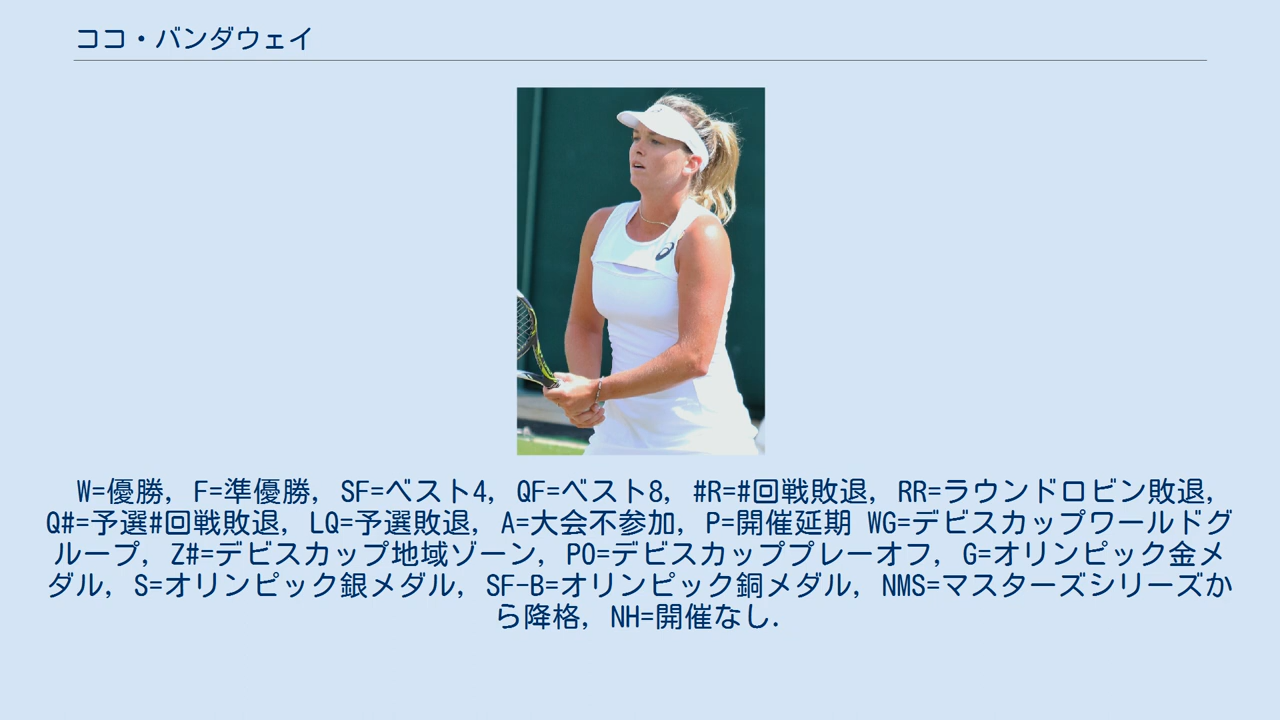 ココ・バンダウェイ
W=優勝, F=準優勝, SF=ベスト4, QF=ベスト8, #R=#回戦敗退, RR=ラウンドロビン敗退,
Q#=予選#回戦敗退, LQ=予選敗退, A=大会不参加, P=開催延期 WG=デビスカップワールドグ
ループ, Z#=デビスカップ地域ゾーン, PO=デビスカッププレーオフ, G=オリンピック金メ
ダル, S=オリンピック銀メダル, SF-B=オリンピック銅メダル, NMS=マスターズシリーズか
ら降格, NH=開催なし.